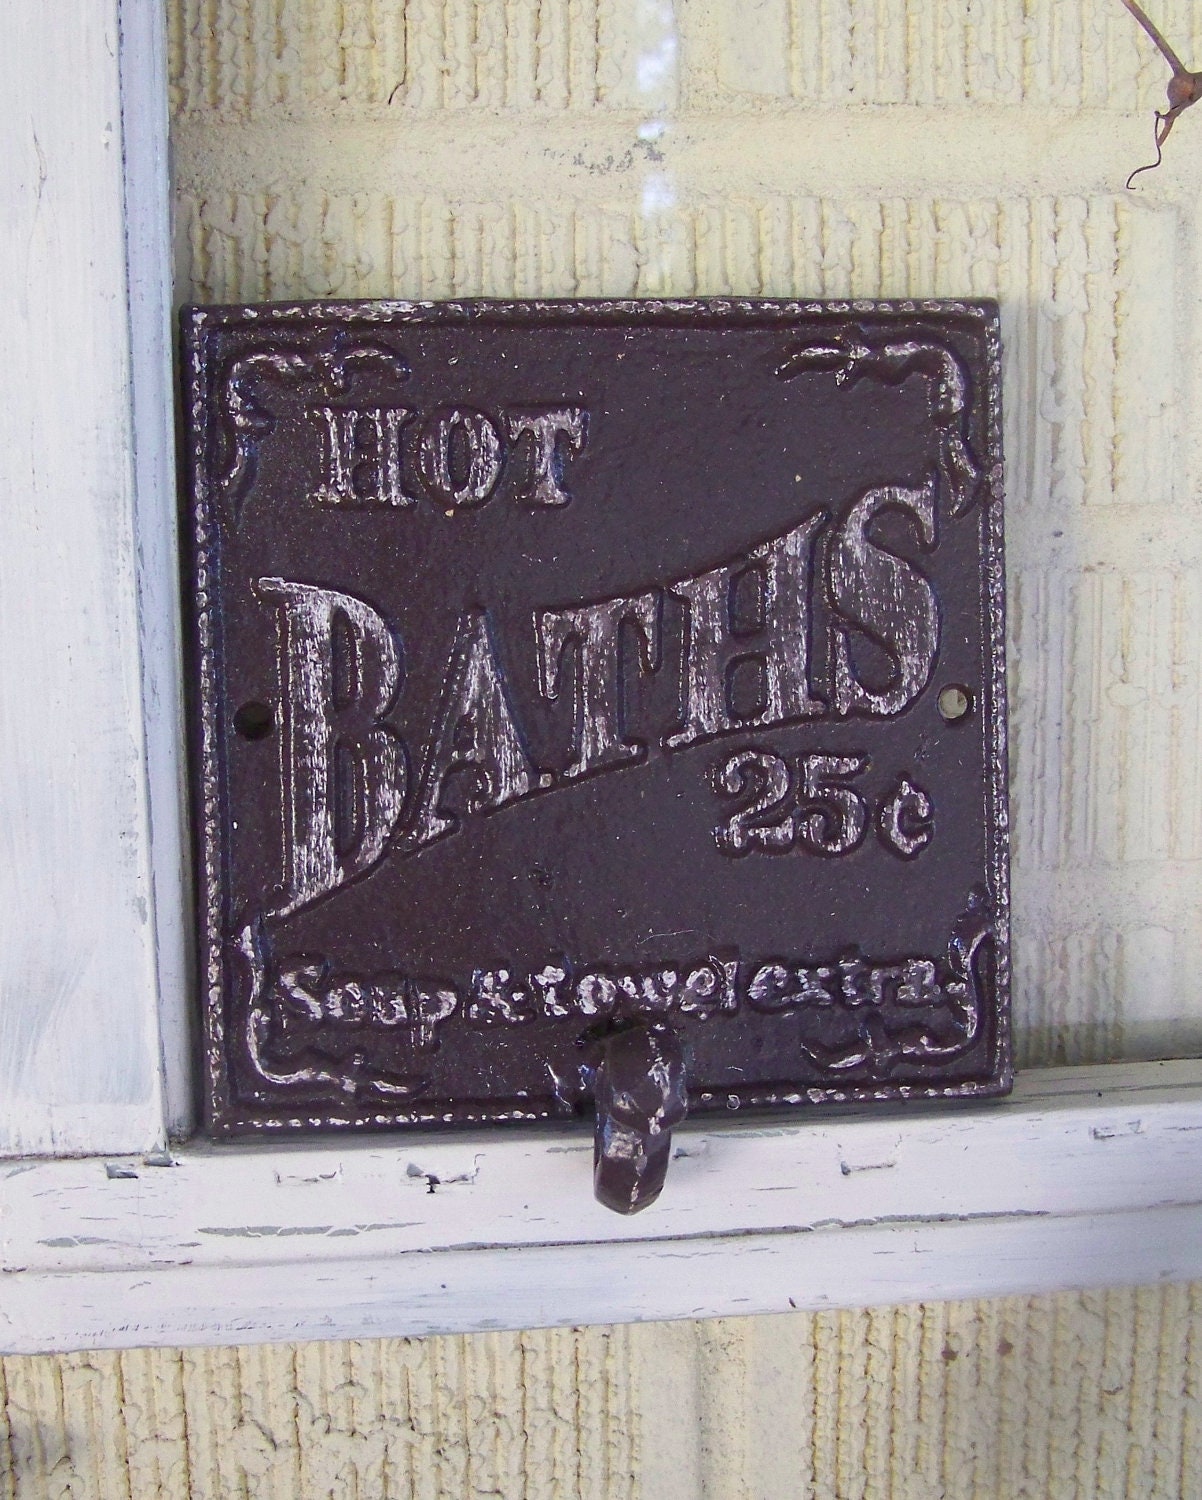 HOT
BATHS
25¢
Soap & towel extra